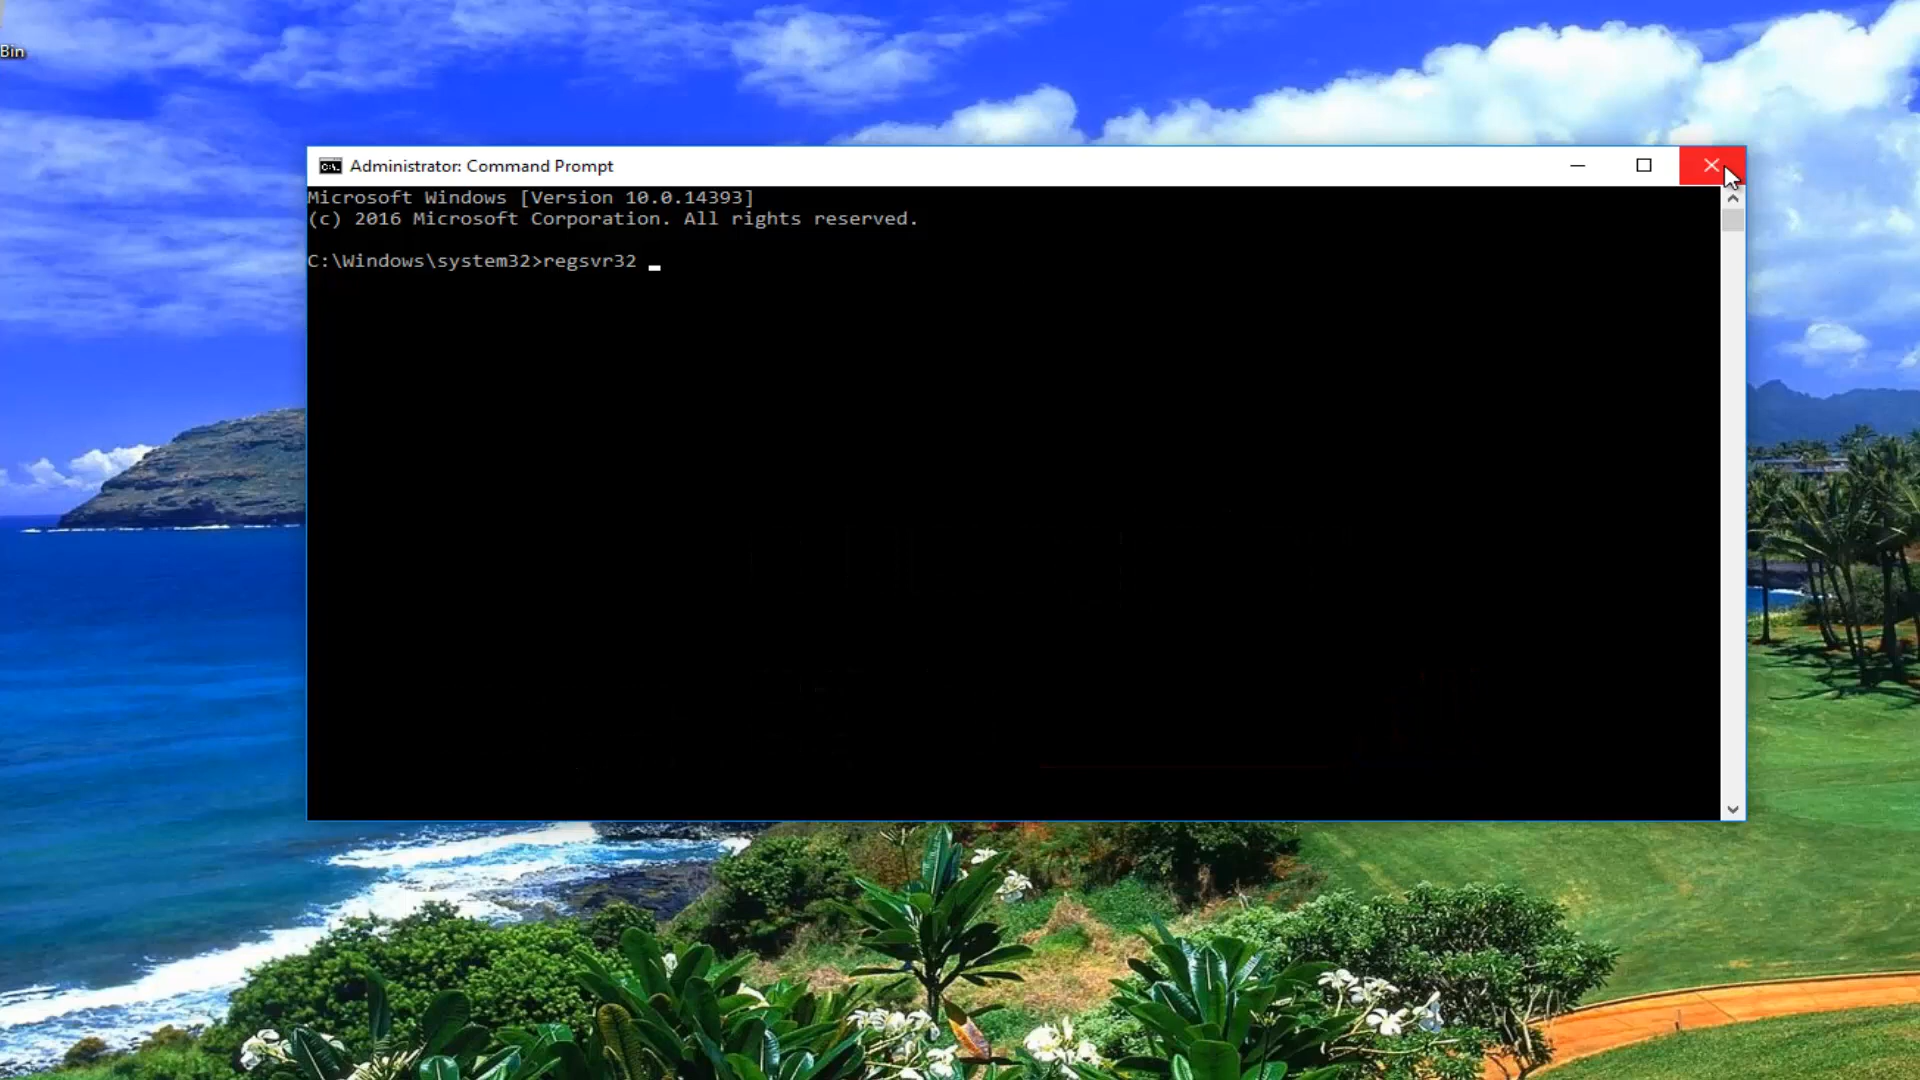 Bin
Administrator: Command Prompt
Microsoft Windows [Version 10.0.14393]
(c) 2016 Microsoft Corporation. All rights reserved.
C:\Windows\system32>regsvr32